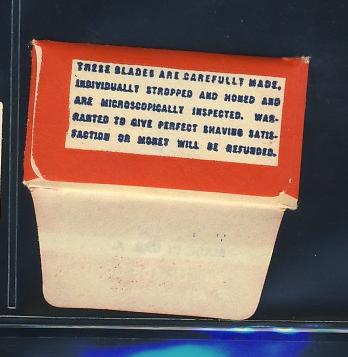 THESE BLADES ARE CAREFULLY MADE,
INDIVIDUALLY STROPPED AND HONED AND
ARE MICROSCOPICALLY INSPECTED. WAR-
RANTED TO GIVE PERFECT SHAVING SATIS-
FACTION OR MONEY WILL BE REFUNDED.